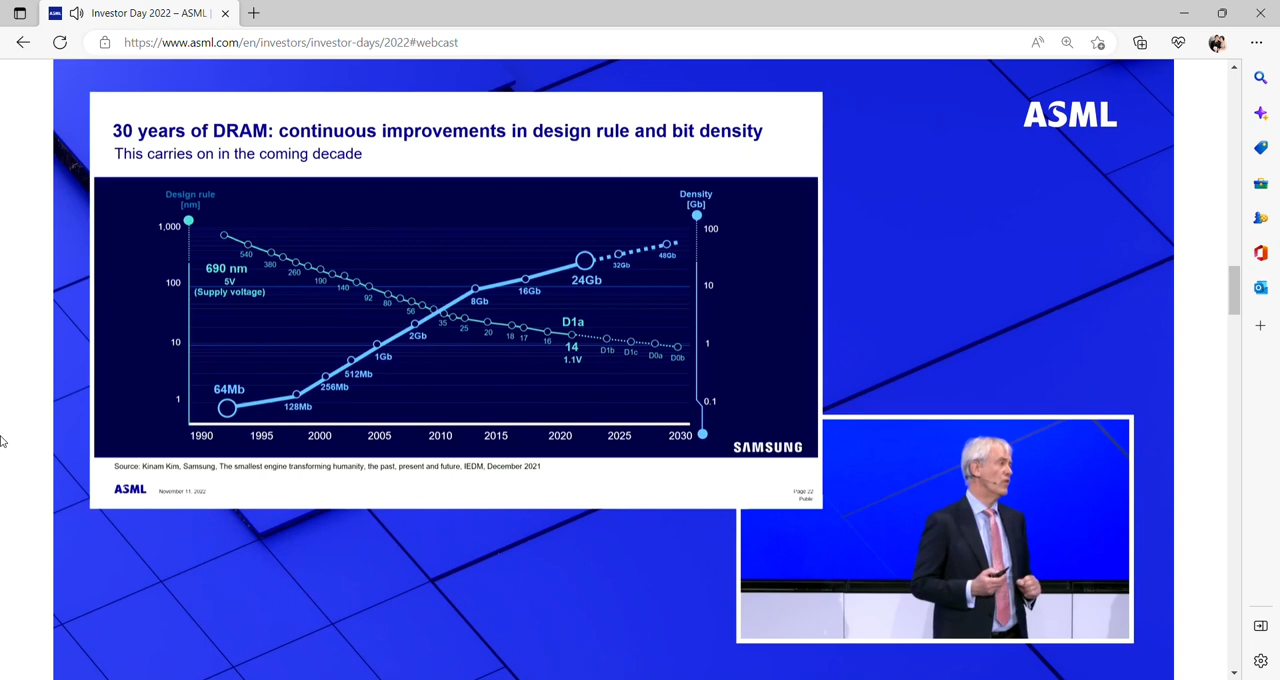 Investor Day 2022 – ASML |
https://www.asml.com/en/investors/investor-days/2022#webcast
ASML
30 years of DRAM: continuous improvements in design rule and bit density
This carries on in the coming decade
Design rule
[nm]
Density
[Gb]
1,000
100
10
1
100
10
1
0.1
690 nm
5V
(Supply voltage)
540
380
260
190
140
92
80
56
35
25
20
18
17
16
D1a
14
1.1V
D1b
D1c
D0a
D0b
64Mb
128Mb
256Mb
512Mb
1Gb
2Gb
8Gb
16Gb
24Gb
32Gb
48Gb
1990
1995
2000
2005
2010
2015
2020
2025
2030
SAMSUNG
Source: Kinam Kim, Samsung, The smallest engine transforming humanity, the past, present and future, IEDM, December 2021
ASML
November 11, 2022
Page 22
Public